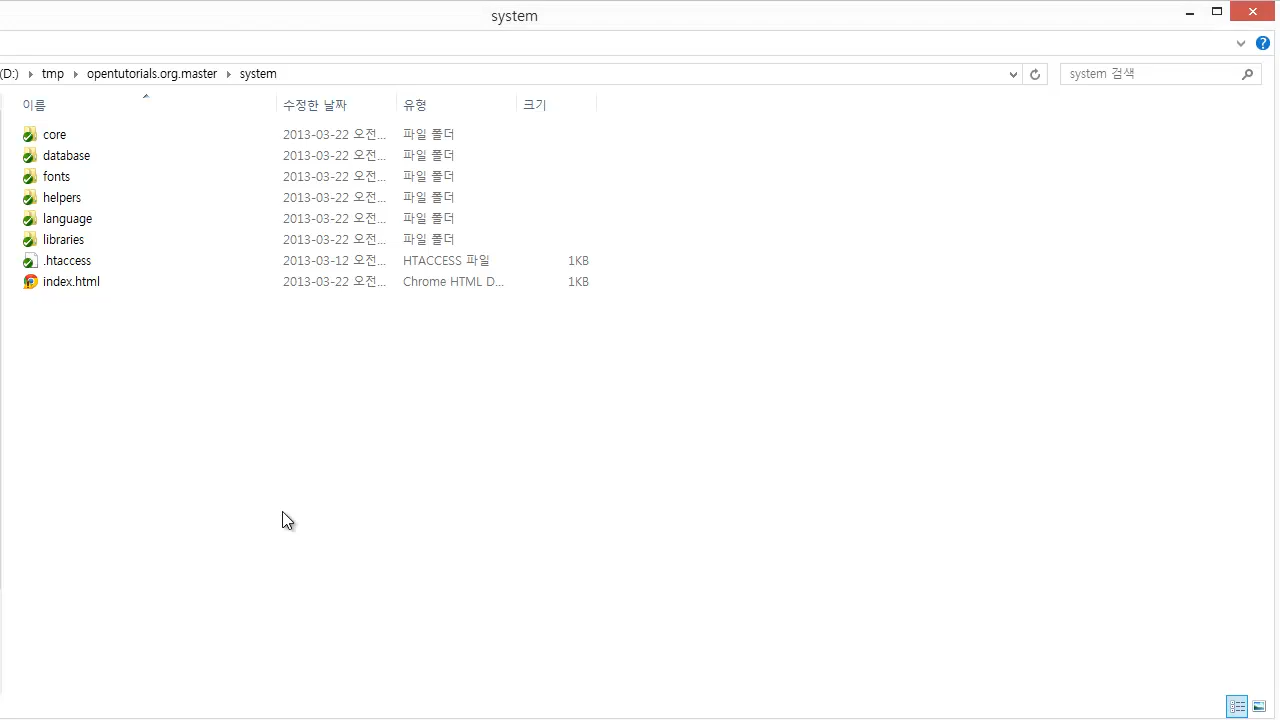 system
(D:) tmp opentutorials.org.master system system 검색
이름 수정한 날짜 유형 크기
core 2013-03-22 오전... 파일 폴더
database 2013-03-22 오전... 파일 폴더
fonts 2013-03-22 오전... 파일 폴더
helpers 2013-03-22 오전... 파일 폴더
language 2013-03-22 오전... 파일 폴더
libraries 2013-03-22 오전... 파일 폴더
.htaccess 2013-03-12 오전... HTACCESS 파일 1KB
index.html 2013-03-22 오전... Chrome HTML D... 1KB